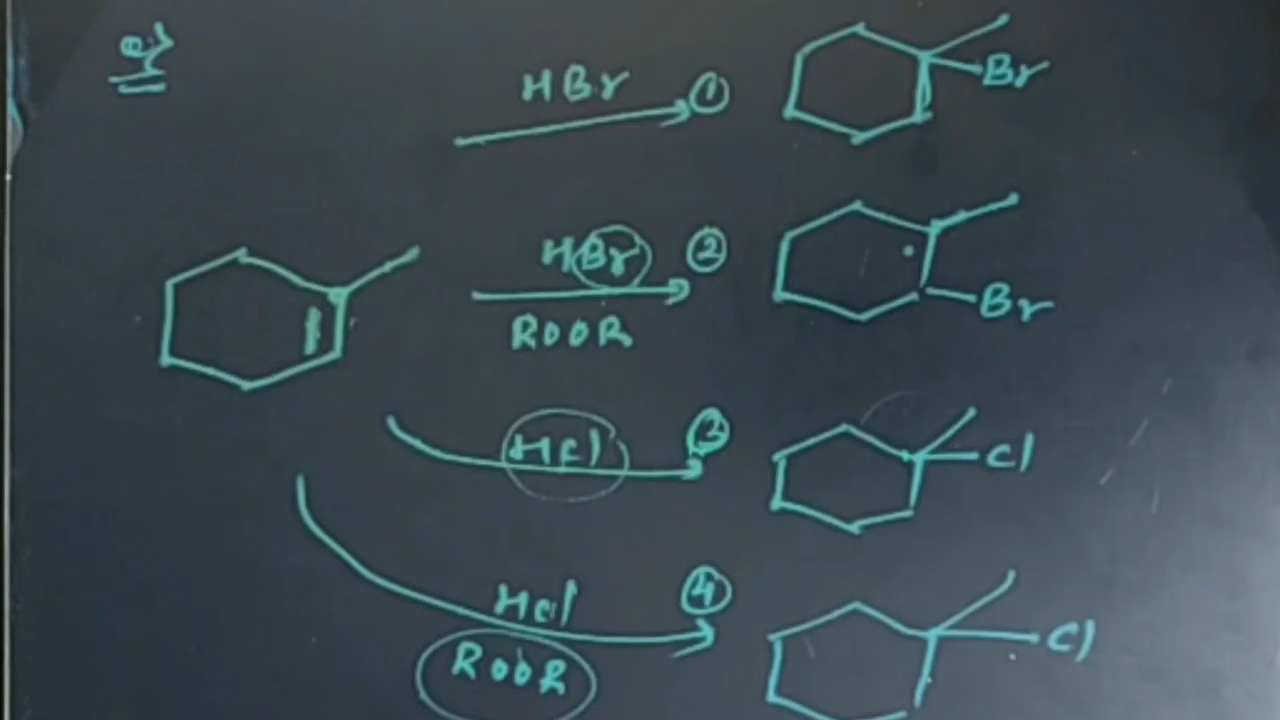 Q>
HBr ①
Br
HBr ②
ROOR
Br
HCl ③
Cl
HCl ④
ROOR
Cl